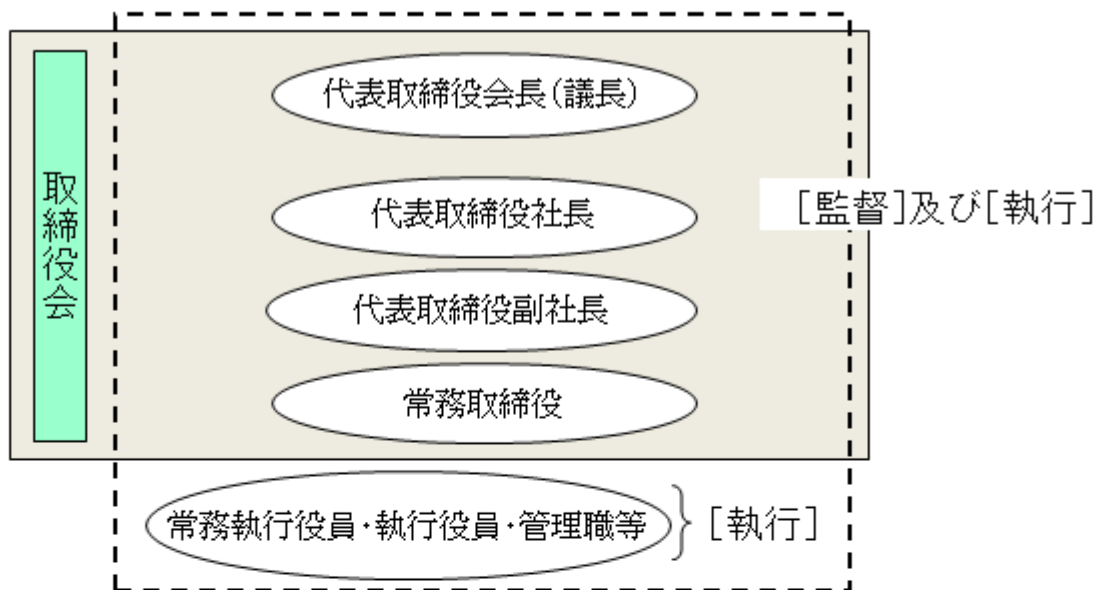 取締役会
代表取締役会長(議長)
代表取締役社長
[監督]及び[執行]
代表取締役副社長
常務取締役
常務執行役員・執行役員・管理職等
[執行]